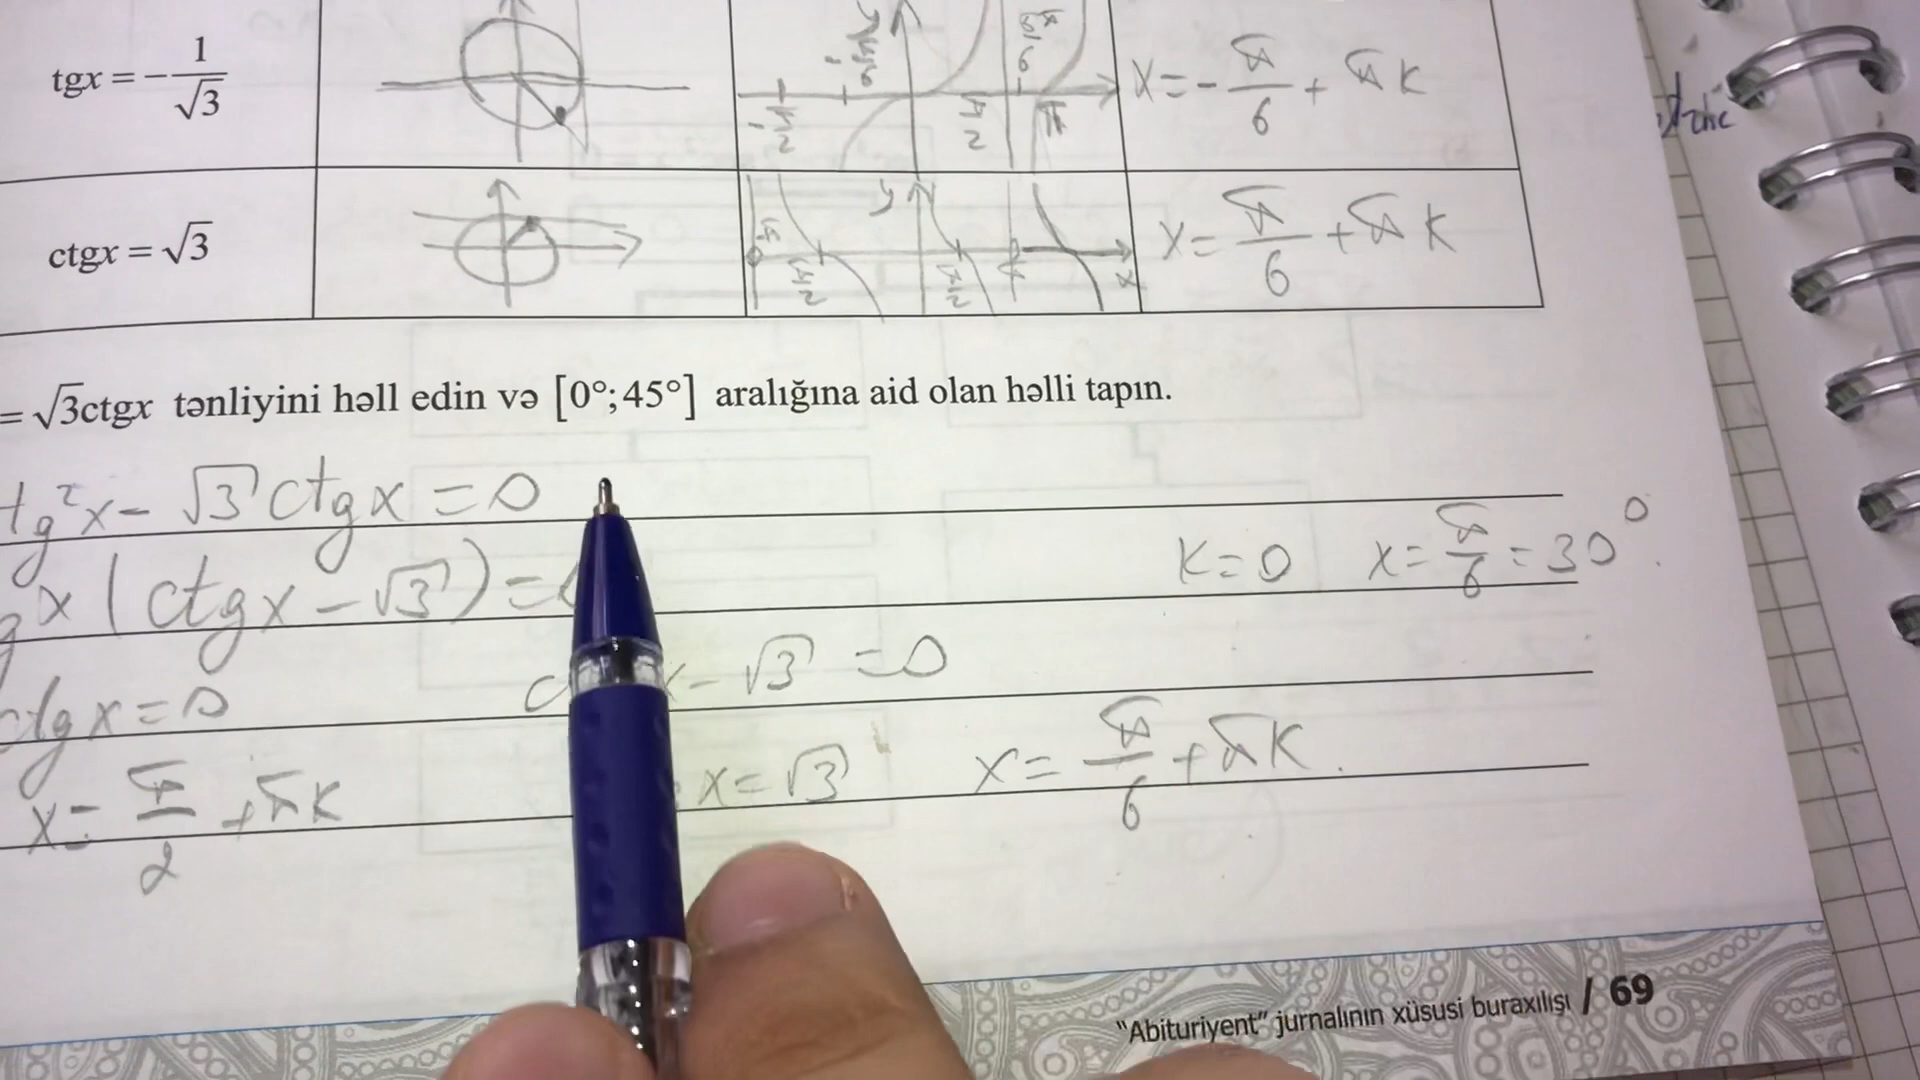 tgx = -1/√3
x = -π/6 + πk
ctgx = √3
x = π/6 + πk
= √3ctgx tənliyini həll edin və [0°; 45°] aralığına aid olan həlli tapın.
tg²x - √3 ctgx = 0
x (ctgx - √3) =
k = 0 x = π/6 = 30°
ctgx = 0
x - √3 = 0
x = π/2 + πk
x = √3 x = π/6 + πk.
"Abituriyent" jurnalının xüsusi buraxılışı / 69